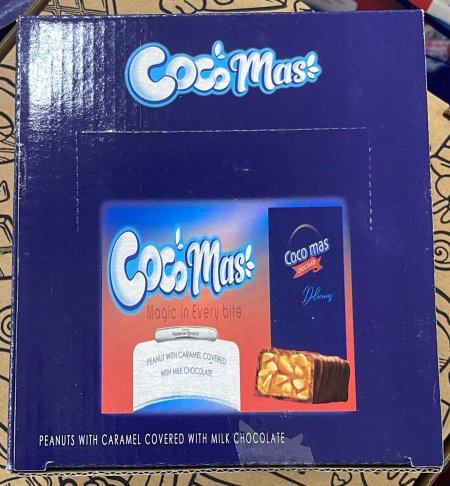 CocoMas
CocoMas
Magic in Every bite
PEANUT WITH CARAMEL COVERED
WITH MILK CHOCOLATE
Coco mas
CHOCOLATE
Delicious
PEANUTS WITH CARAMEL COVERED WITH MILK CHOCOLATE